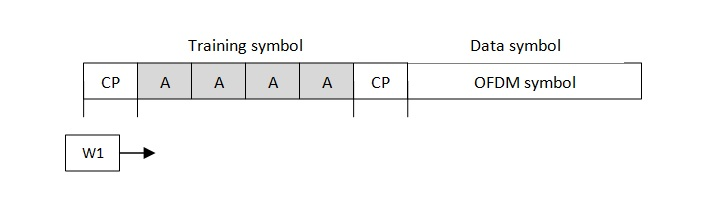 Training symbol Data symbol
CP A A A A CP OFDM symbol
W1